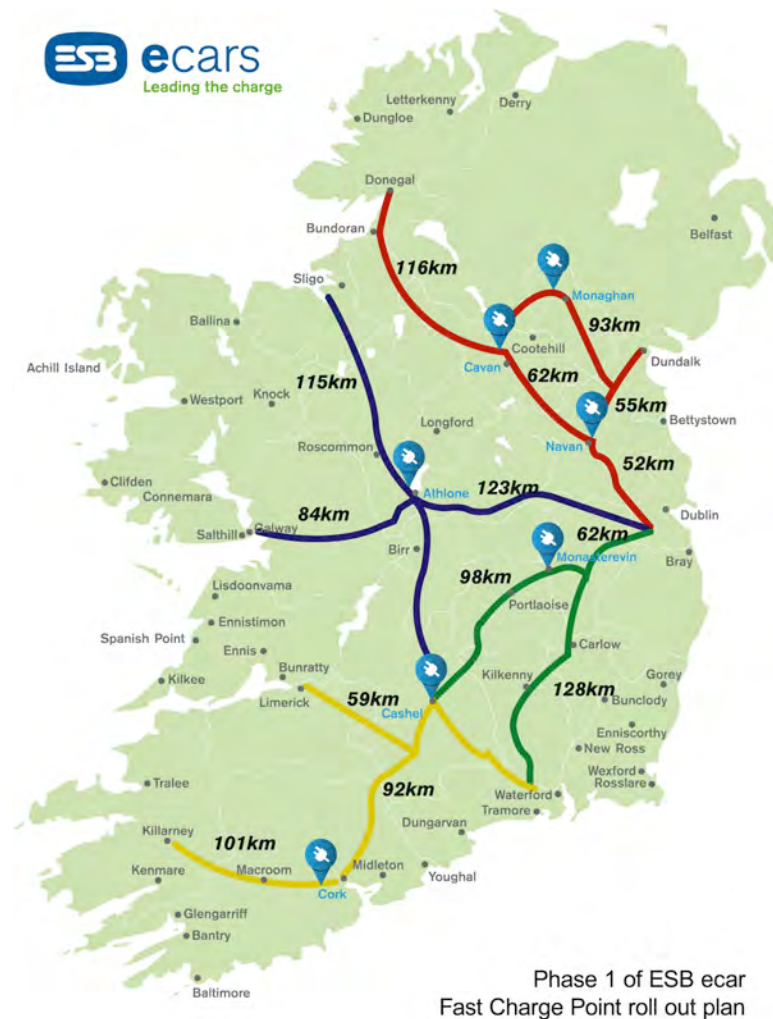 ESB
ecars
Leading the charge
Letterkenny
Derry
Dungloe
Donegal
Belfast
Bundoran
116km
Sligo
Monaghan
Ballina
93km
Cootehill
Dundalk
Achill Island
Cavan
115km
62km
Westport
Knock
55km
Bettystown
Longford
Navan
Roscommon
52km
Clifden
Athlone
123km
Connemara
84km
Dublin
Salthill
Galway
62km
Birr
Monasterevin
Bray
98km
Lisdoonvarna
Portlaoise
Ennistimon
Spanish Point
Carlow
Ennis
Bunratty
Kilkenny
Gorey
Kilkee
128km
Limerick
59km
Cashel
Bunclody
Enniscorthy
New Ross
92km
Wexford
Tralee
Waterford
Rosslare
Tramore
Killarney
Dungarvan
101km
Kenmare
Macroom
Midleton
Youghal
Cork
Glengarriff
Bantry
Baltimore
Phase 1 of ESB ecar
Fast Charge Point roll out plan